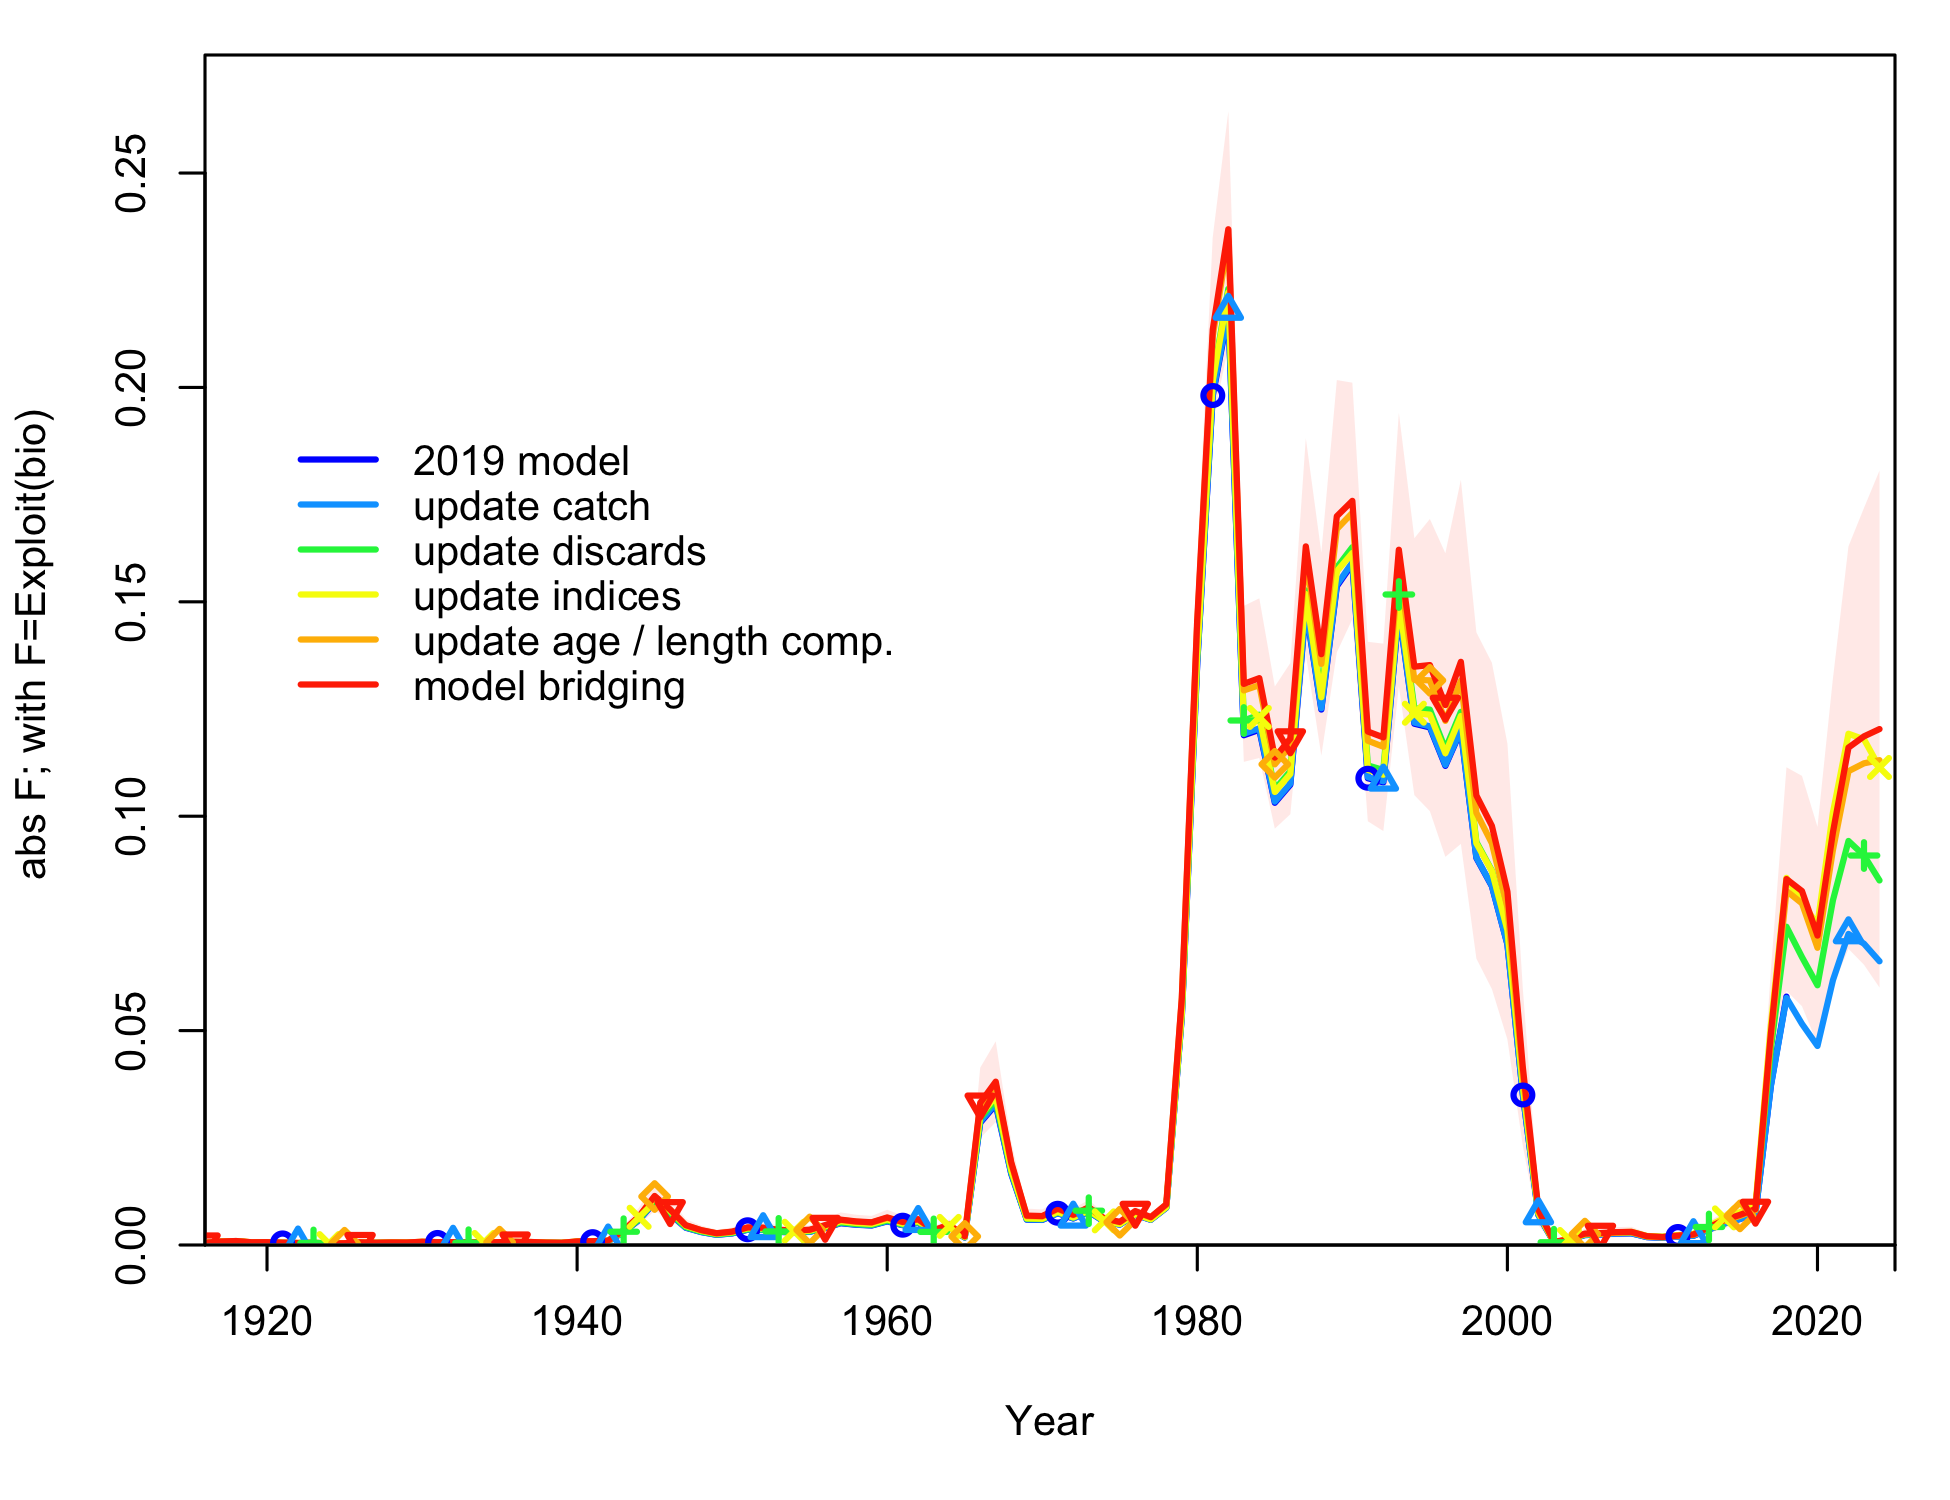 abs F; with F=Exploit(bio)
0.25
0.20
0.15
0.10
0.05
0.00
2019 model
update catch
update discards
update indices
update age / length comp.
model bridging
1920 1940 1960 1980 2000 2020
Year